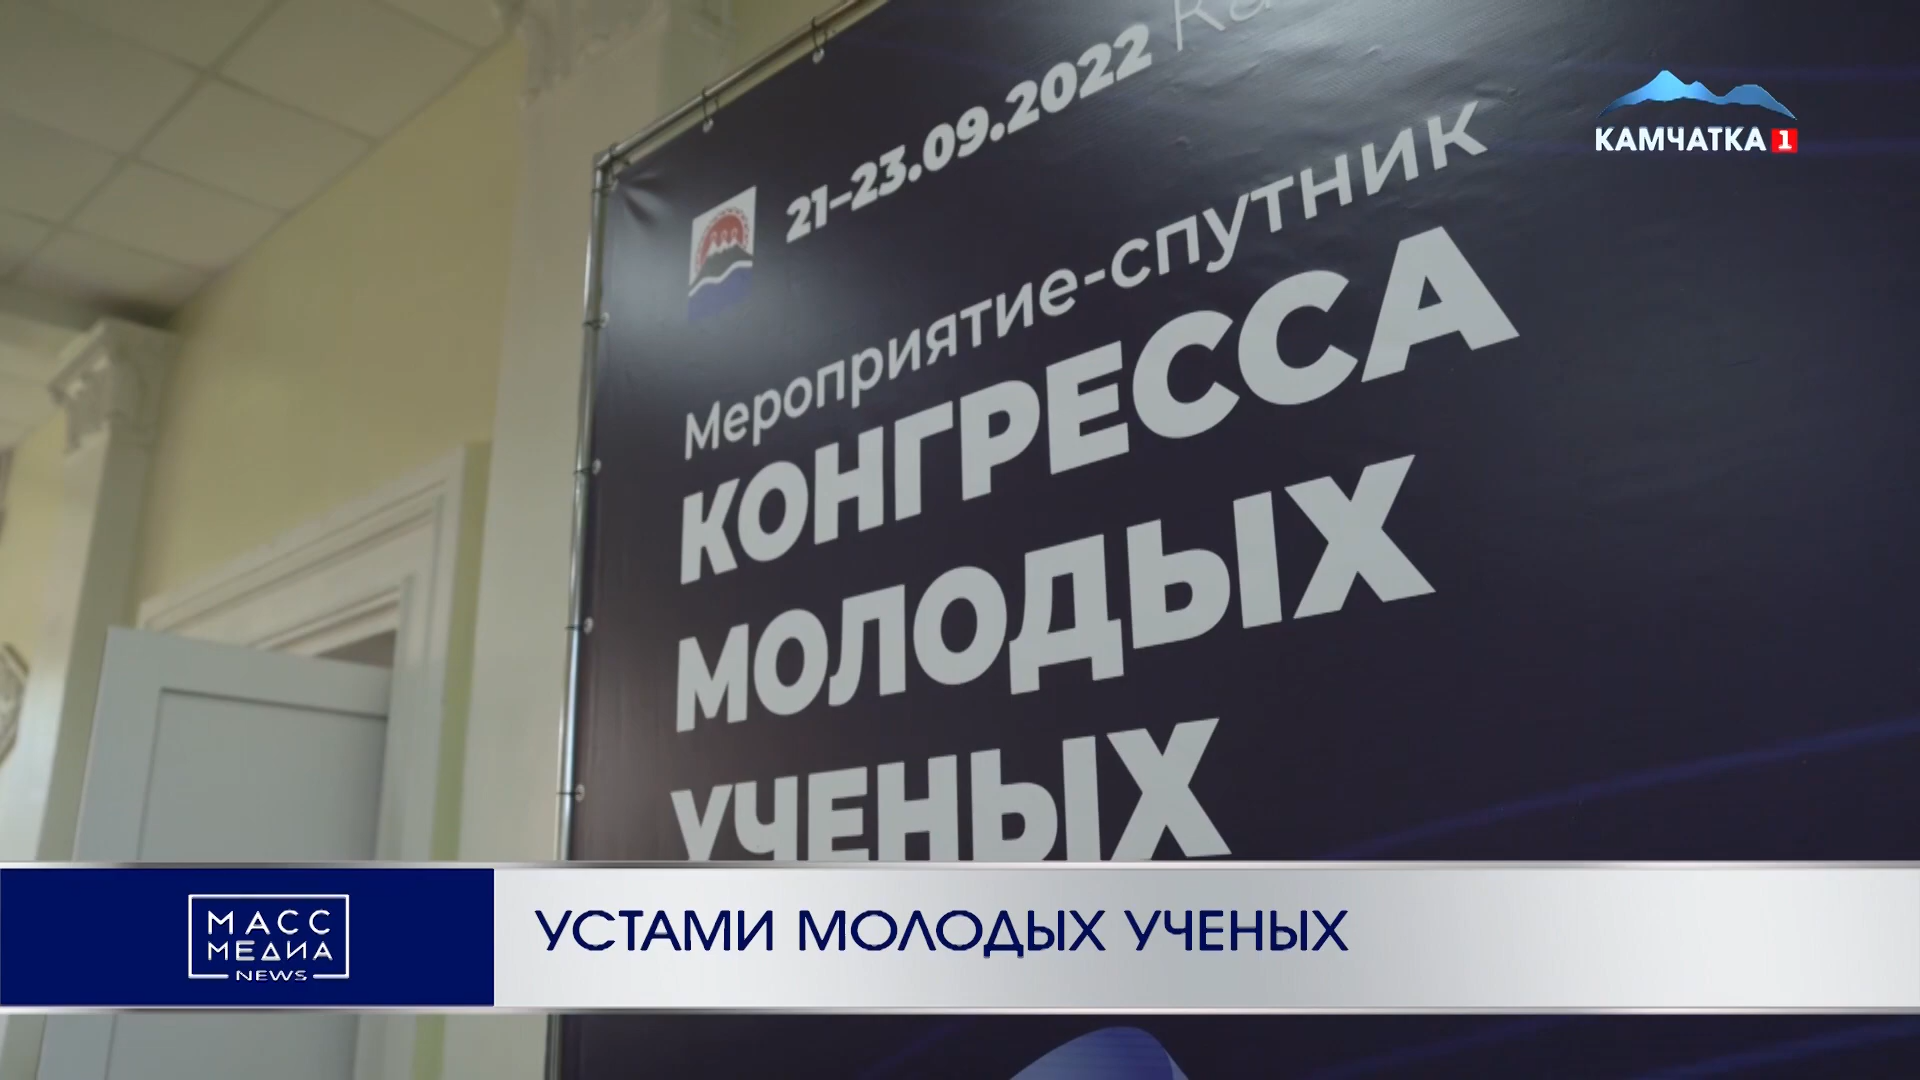 21–23.09.2022
КАМЧАТКА 1
Мероприятие-спутник
КОНГРЕССА
МОЛОДЫХ
УЧЕНЫХ
МАСС
МЕДИА
NEWS
УСТАМИ МОЛОДЫХ УЧЕНЫХ